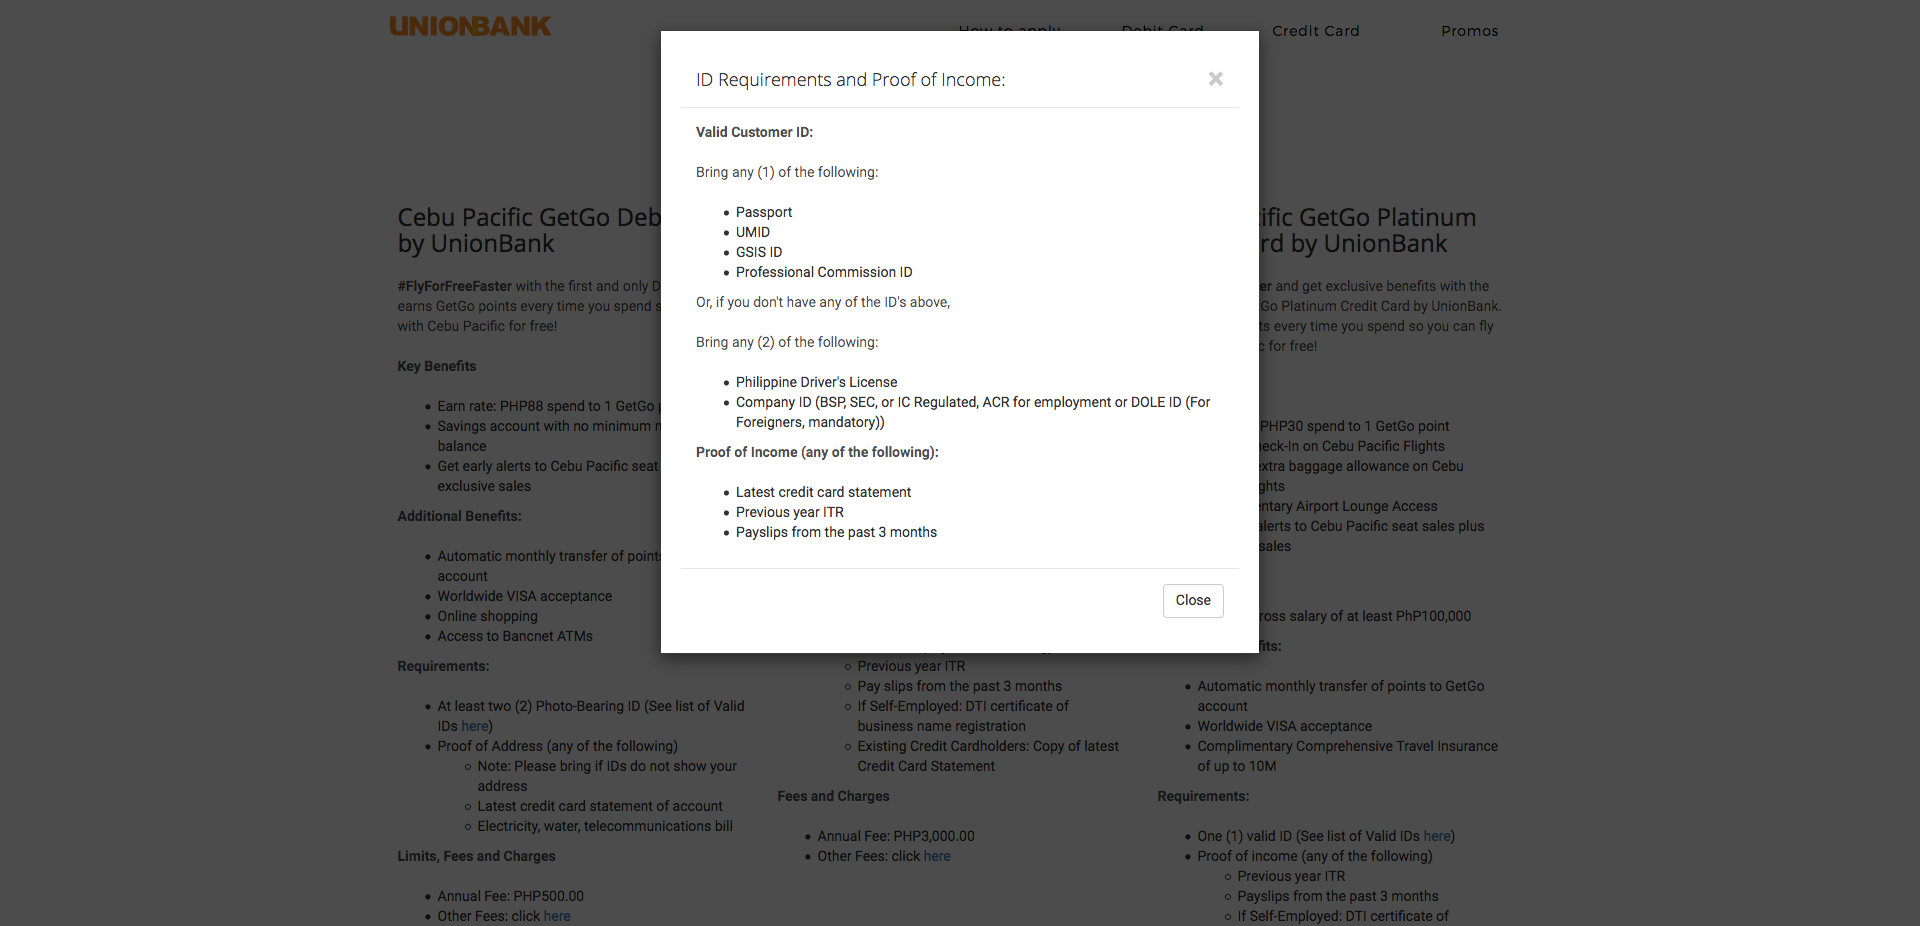 UNIONBANK
How to apply
Debit Card
Credit Card
Promos
ID Requirements and Proof of Income:
Valid Customer ID:
Bring any (1) of the following:
Passport
UMID
GSIS ID
Professional Commission ID
Or, if you don't have any of the ID's above,
Bring any (2) of the following:
Philippine Driver's License
Company ID (BSP, SEC, or IC Regulated, ACR for employment or DOLE ID (For
Foreigners, mandatory))
Proof of Income (any of the following):
Latest credit card statement
Previous year ITR
Payslips from the past 3 months
Close
Cebu Pacific GetGo Deb
by UnionBank
#FlyForFreeFaster with the first and only D
earns GetGo points every time you spend s
with Cebu Pacific for free!
Key Benefits
Earn rate: PHP88 spend to 1 GetGo
Savings account with no minimum
balance
Get early alerts to Cebu Pacific seat
exclusive sales
Additional Benefits:
Automatic monthly transfer of points
account
Worldwide VISA acceptance
Online shopping
Access to Bancnet ATMs
Requirements:
At least two (2) Photo-Bearing ID (See list of Valid
IDs here)
Proof of Address (any of the following)
Note: Please bring if IDs do not show your
address
Latest credit card statement of account
Electricity, water, telecommunications bill
Limits, Fees and Charges
Annual Fee: PHP500.00
Other Fees: click here
Previous year ITR
Pay slips from the past 3 months
If Self-Employed: DTI certificate of
business name registration
Existing Credit Cardholders: Copy of latest
Credit Card Statement
Fees and Charges
Annual Fee: PHP3,000.00
Other Fees: click here
ific GetGo Platinum
rd by UnionBank
er and get exclusive benefits with the
Go Platinum Credit Card by UnionBank.
ts every time you spend so you can fly
c for free!
PHP30 spend to 1 GetGo point
eck-In on Cebu Pacific Flights
xtra baggage allowance on Cebu
ghts
entary Airport Lounge Access
alerts to Cebu Pacific seat sales plus
sales
ross salary of at least PhP100,000
fits:
Automatic monthly transfer of points to GetGo
account
Worldwide VISA acceptance
Complimentary Comprehensive Travel Insurance
of up to 10M
Requirements:
One (1) valid ID (See list of Valid IDs here)
Proof of income (any of the following)
Previous year ITR
Payslips from the past 3 months
If Self-Employed: DTI certificate of